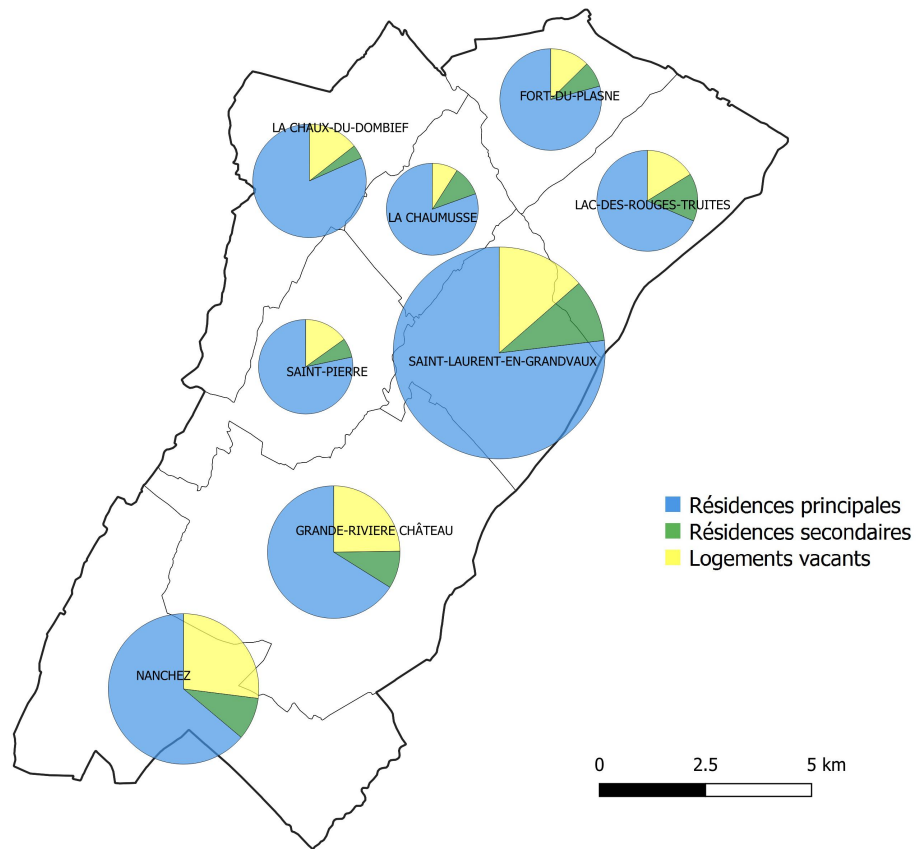 FORT-DU-PLASNE
LA CHAUX-DU-DOMBIEF
LAC-DES-ROUGES-TRUITES
LA CHAUMUSSE
SAINT-LAURENT-EN-GRANDVAUX
SAINT-PIERRE
Résidences principales
Résidences secondaires
Logements vacants
GRANDE-RIVIERE CHÂTEAU
NANCHEZ
0 2.5 5 km